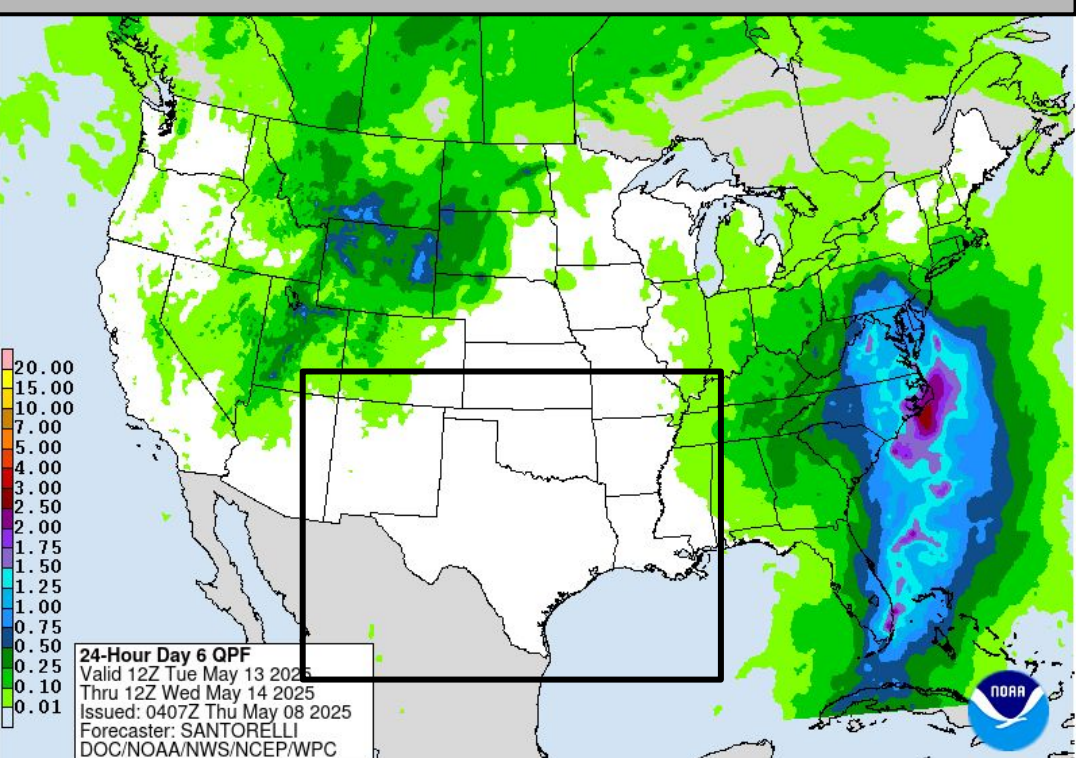 20.00
15.00
10.00
7.00
5.00
4.00
3.00
2.50
2.00
1.75
1.50
1.25
1.00
0.75
0.50
0.25
0.10
0.01
24-Hour Day 6 QPF
Valid 12Z Tue May 13 2025
Thru 12Z Wed May 14 2025
Issued: 0407Z Thu May 08 2025
Forecaster: SANTORELLI
DOC/NOAA/NWS/NCEP/WPC
NOAA